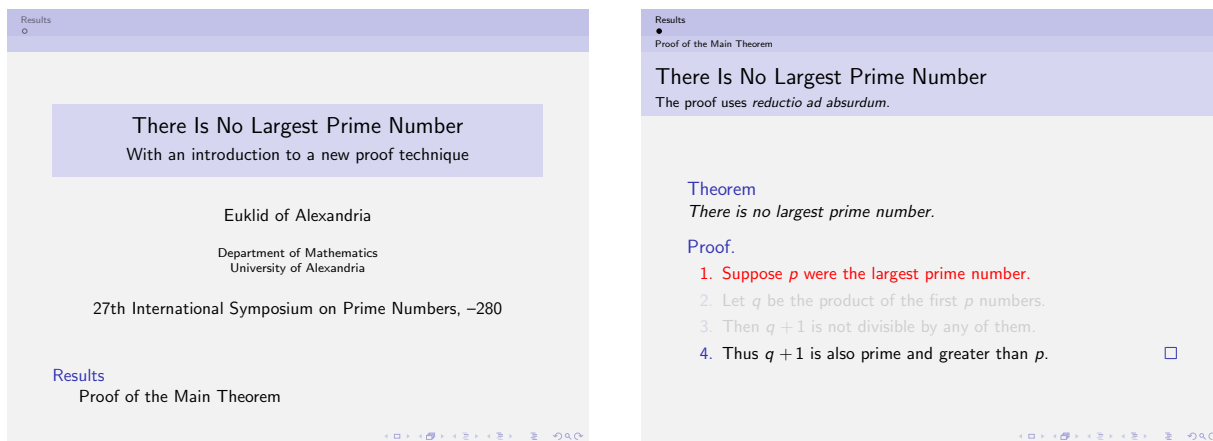 Results
There Is No Largest Prime Number
With an introduction to a new proof technique
Euklid of Alexandria
Department of Mathematics
University of Alexandria
27th International Symposium on Prime Numbers, –280
Results
Proof of the Main Theorem
Results
Proof of the Main Theorem
There Is No Largest Prime Number
The proof uses reductio ad absurdum.
Theorem
There is no largest prime number.
Proof.
1. Suppose p were the largest prime number.
2. Let q be the product of the first p numbers.
3. Then q + 1 is not divisible by any of them.
4. Thus q + 1 is also prime and greater than p. □